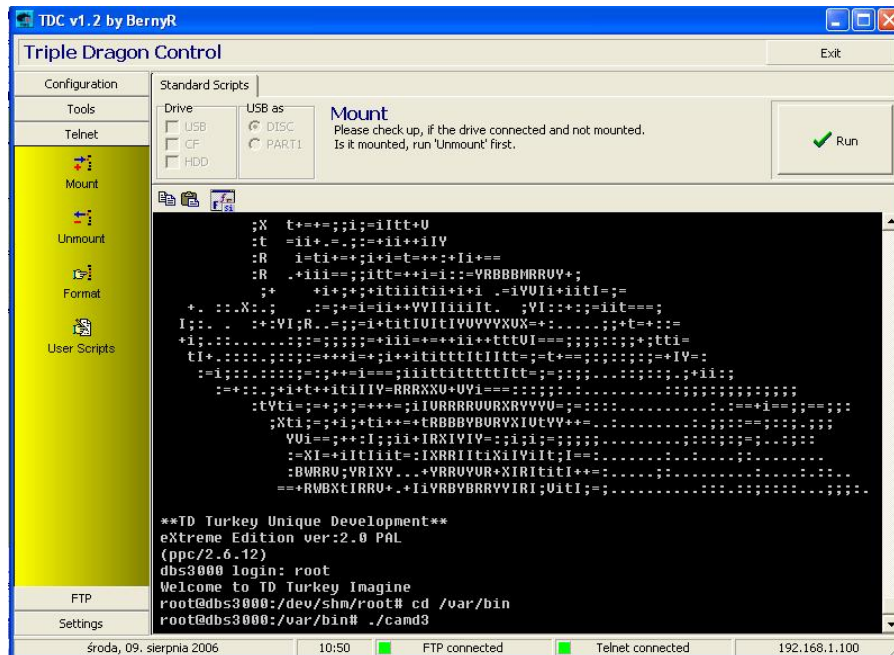 TDC v1.2 by BernyR
Triple Dragon Control
Exit
Configuration
Tools
Telnet
Mount
Unmount
Format
User Scripts
FTP
Settings
Standard Scripts
Drive
USB
CF
HDD
USB as
DISC
PART1
Mount
Please check up, if the drive connected and not mounted.
Is it mounted, run 'Unmount' first.
Run
**TD Turkey Unique Development**
eXtreme Edition ver:2.0 PAL
(ppc/2.6.12)
dbs3000 login: root
Welcome to TD Turkey Imagine
root@dbs3000:/dev/shm/root# cd /var/bin
root@dbs3000:/var/bin# ./camd3
środa, 09. sierpnia 2006
10:50
FTP connected
Telnet connected
192.168.1.100